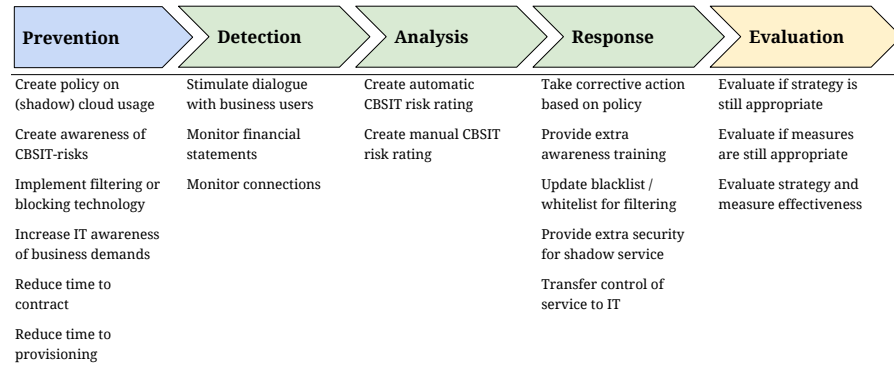 Prevention
Detection
Analysis
Response
Evaluation
Create policy on
(shadow) cloud usage
Create awareness of
CBSIT-risks
Implement filtering or
blocking technology
Increase IT awareness
of business demands
Reduce time to
contract
Reduce time to
provisioning
Stimulate dialogue
with business users
Monitor financial
statements
Monitor connections
Create automatic
CBSIT risk rating
Create manual CBSIT
risk rating
Take corrective action
based on policy
Provide extra
awareness training
Update blacklist /
whitelist for filtering
Provide extra security
for shadow service
Transfer control of
service to IT
Evaluate if strategy is
still appropriate
Evaluate if measures
are still appropriate
Evaluate strategy and
measure effectiveness